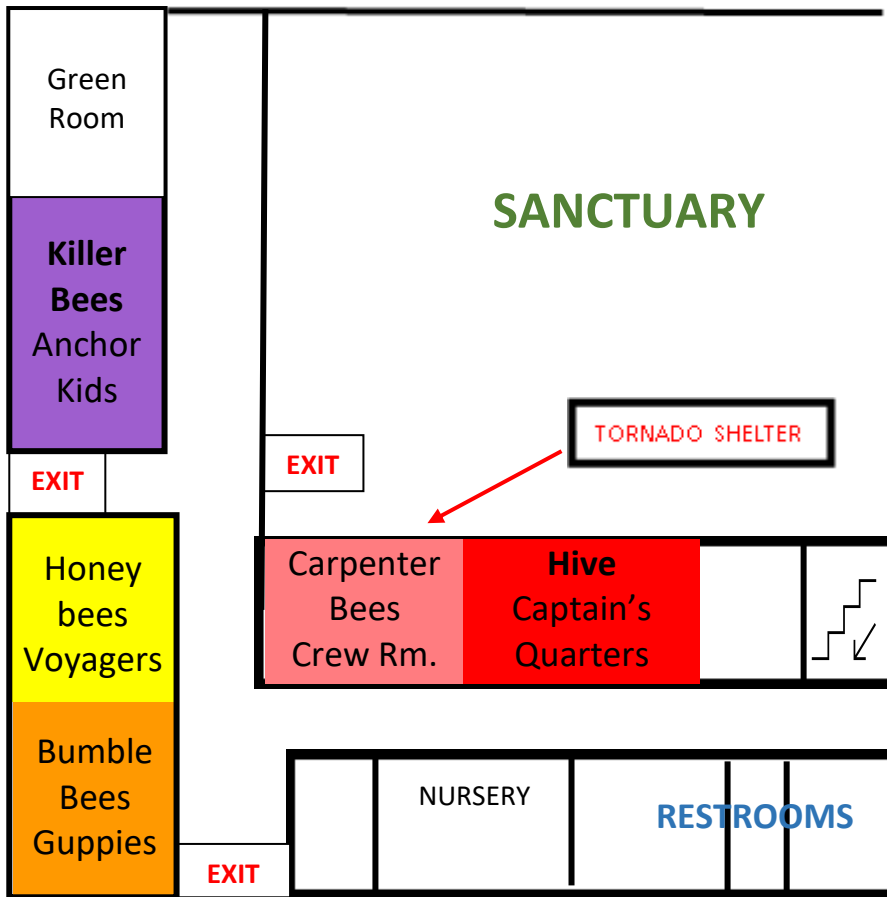 Green
Room
SANCTUARY
Killer
Bees
Anchor
Kids
TORNADO SHELTER
EXIT
EXIT
Honey
bees
Voyagers
Carpenter
Bees
Crew Rm.
Hive
Captain's
Quarters
Bumble
Bees
Guppies
NURSERY
RESTROOMS
EXIT